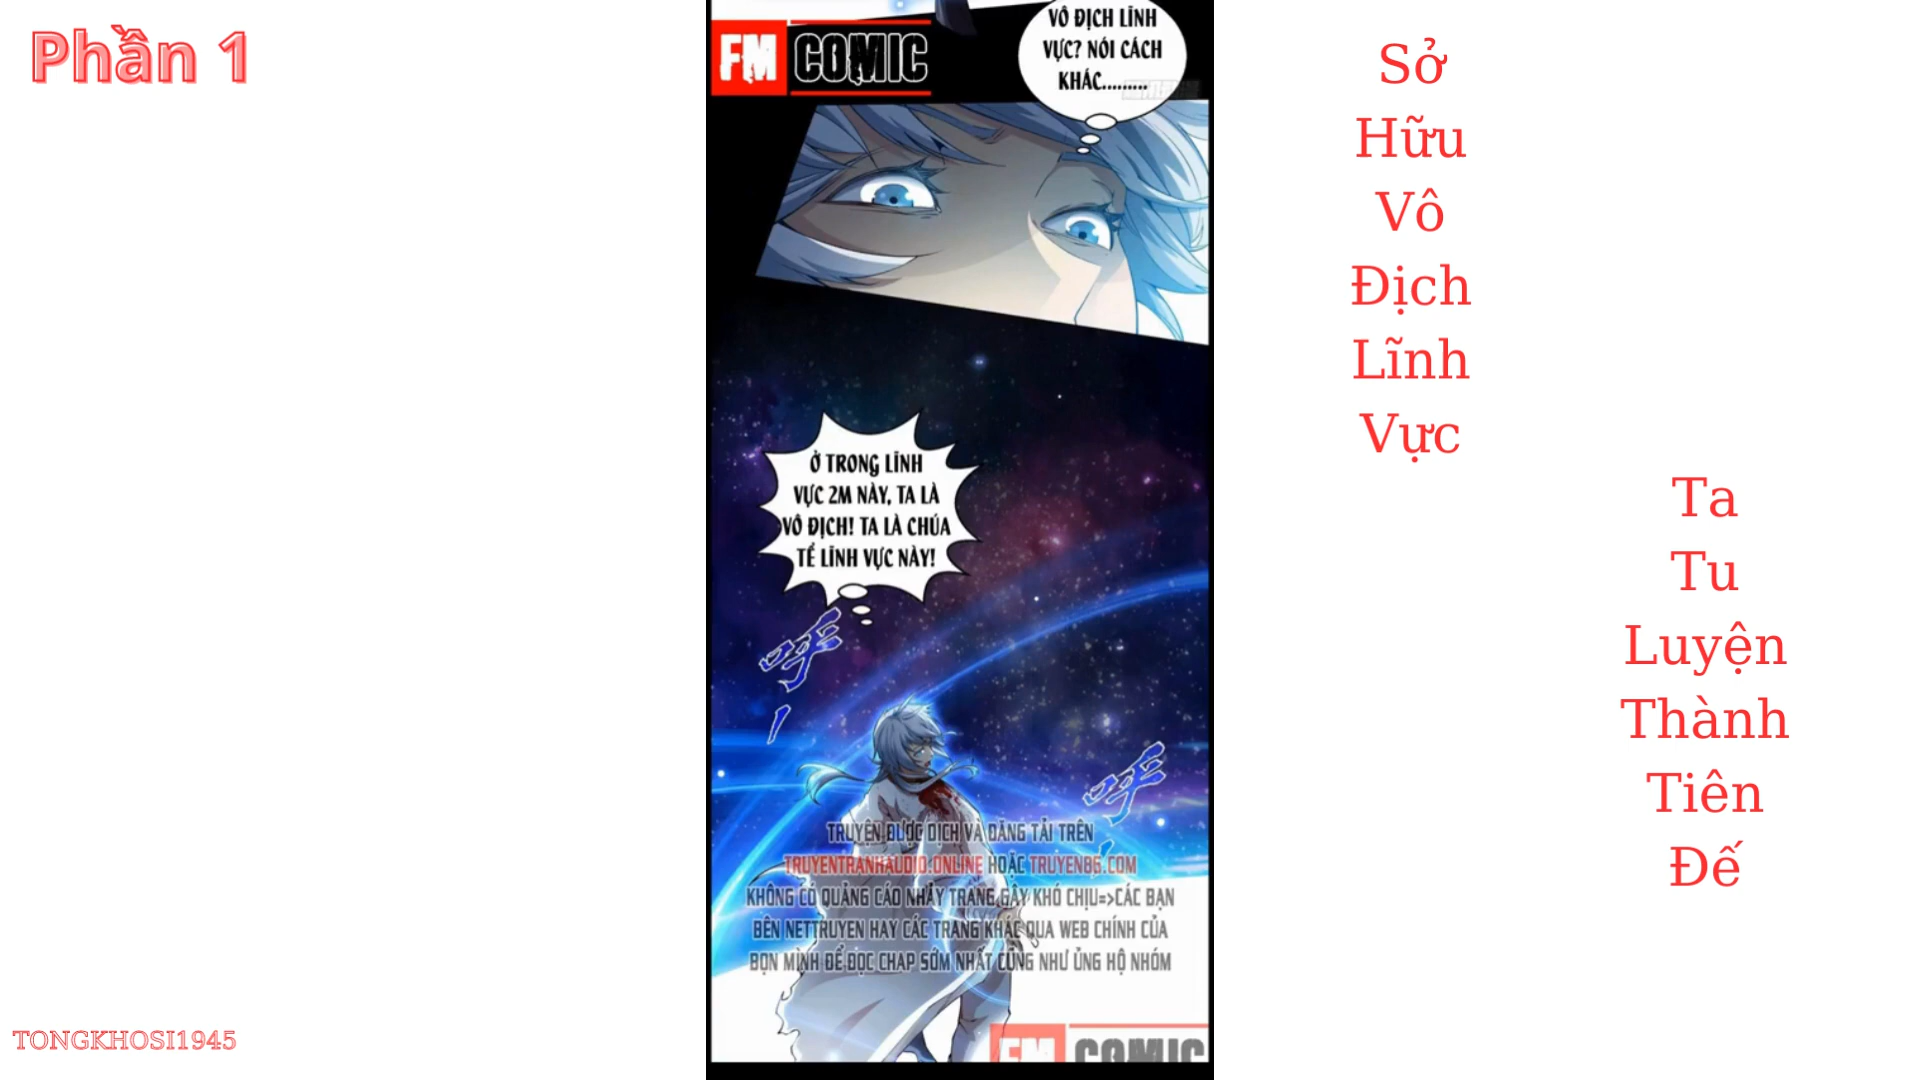 Phần 1
FM COMIC
VÔ ĐỊCH LĨNH
VỰC? NÓI CÁCH
KHÁC.........
Ở TRONG LĨNH
VỰC 2M NÀY, TA LÀ
VÔ ĐỊCH! TA LÀ CHÚA
TỂ LĨNH VỰC NÀY!
呼
!
呼
!
TRUYỆN ĐƯỢC DỊCH VÀ ĐĂNG TẢI TRÊN
TRUYENTRANHAUDIO.ONLINE HOẶC TRUYEN86.COM
KHÔNG CÓ QUẢNG CÁO NHẢY TRANG GÂY KHÓ CHỊU=>CÁC BẠN
BÊN NETTRUYEN HAY CÁC TRANG KHÁC QUA WEB CHÍNH CỦA
BỌN MÌNH ĐỂ ĐỌC CHAP SỚM NHẤT CŨNG NHƯ ỦNG HỘ NHÓM
FM COMIC
Sở
Hữu
Vô
Địch
Lĩnh
Vực
Ta
Tu
Luyện
Thành
Tiên
Đế
TONGKHOSI1945